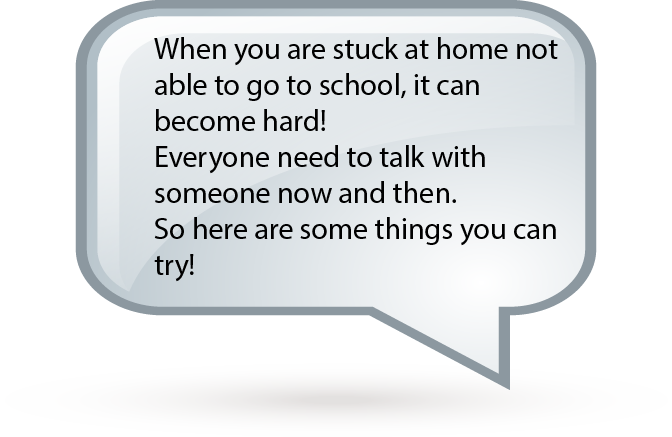 When you are stuck at home not
able to go to school, it can
become hard!
Everyone need to talk with
someone now and then.
So here are some things you can
try!